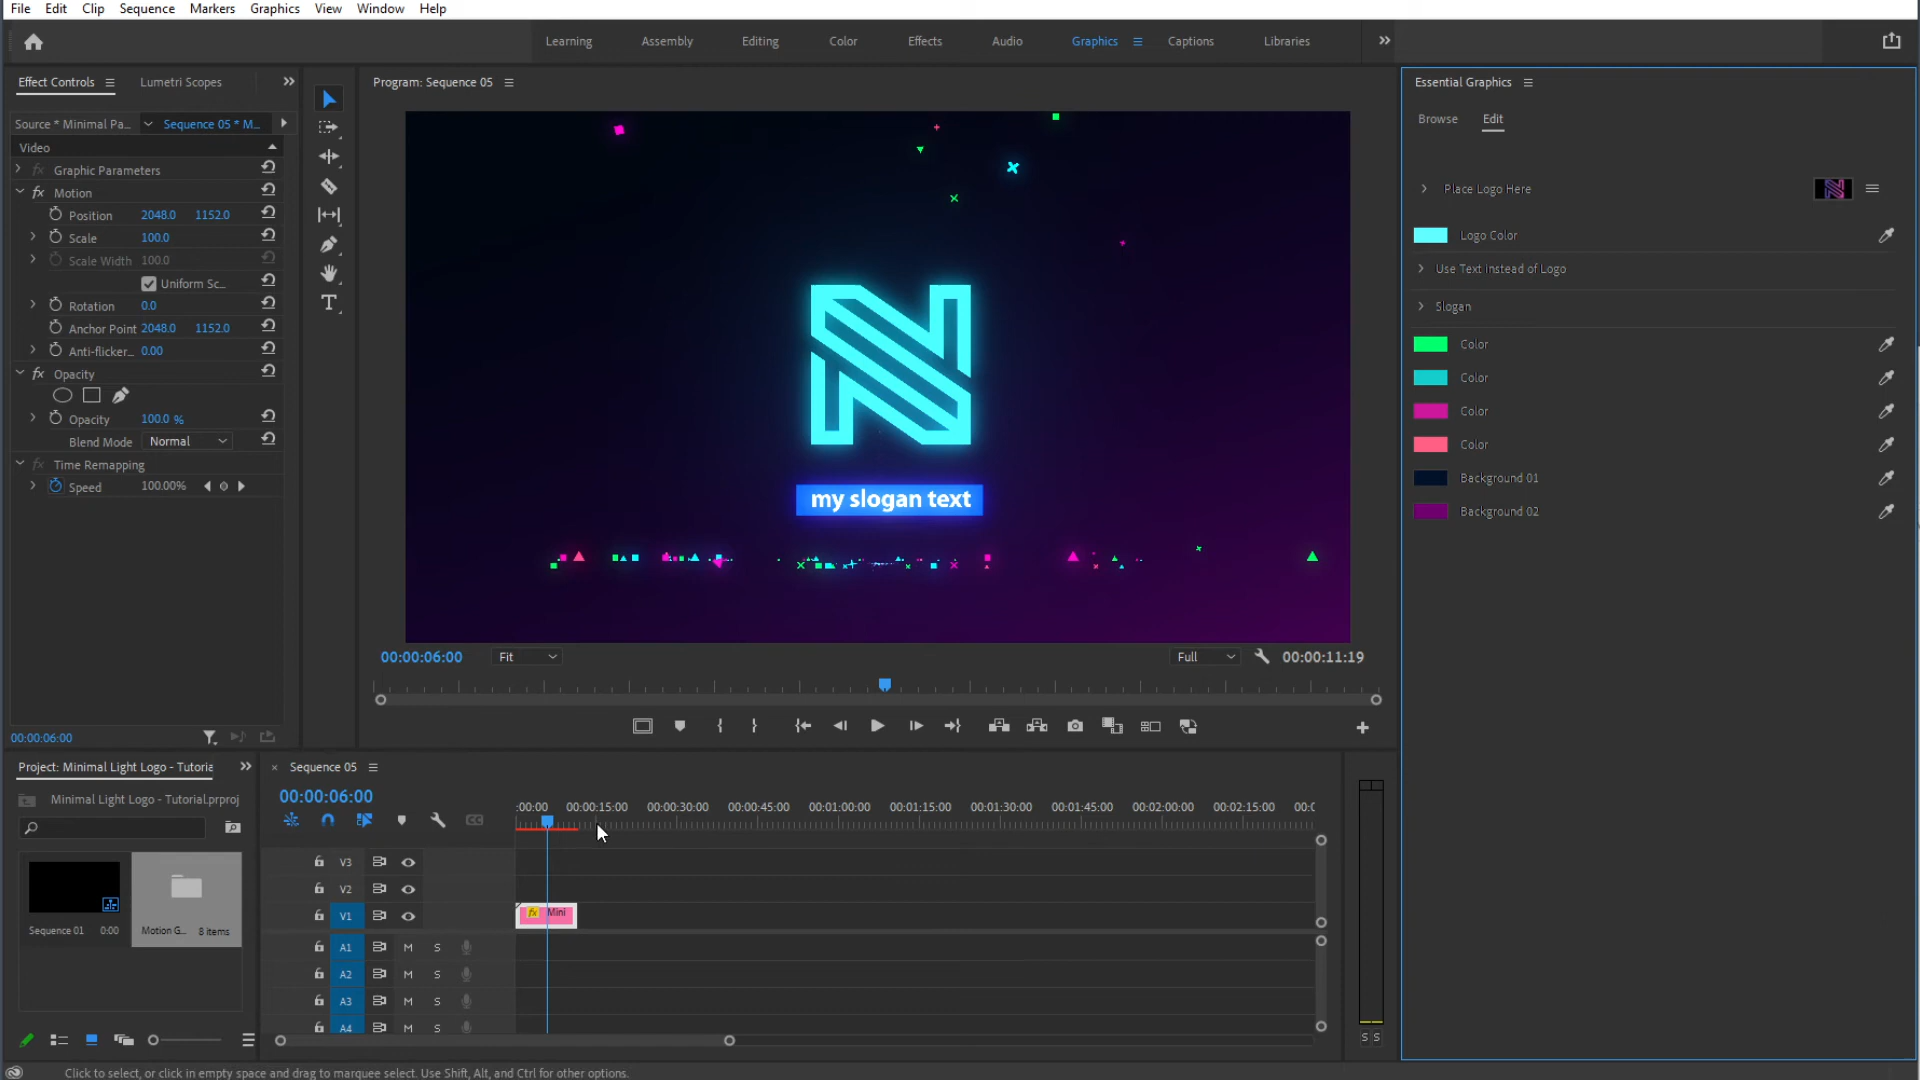 File Edit Clip Sequence Markers Graphics View Window Help
Learning Assembly Editing Color Effects Audio Graphics Captions Libraries
Effect Controls Lumetri Scopes
Program: Sequence 05
Essential Graphics
Browse Edit
Source * Minimal Pa... Sequence 05 * M...
Video
fx Graphic Parameters
fx Motion
Position 2048.0 1152.0
Scale 100.0
Scale Width 100.0
Uniform Sc...
Rotation 0.0
Anchor Point 2048.0 1152.0
Anti-flicker... 0.00
fx Opacity
Opacity 100.0 %
Blend Mode Normal
fx Time Remapping
Speed 100.00%
00:00:06:00
my slogan text
00:00:06:00 Fit Full 00:00:11:19
Place Logo Here
Logo Color
Use Text Instead of Logo
Slogan
Color
Color
Color
Color
Background 01
Background 02
Project: Minimal Light Logo - Tutoria
Minimal Light Logo - Tutorial.prproj
Sequence 01 0:00
Motion G... 8 items
Sequence 05
00:00:06:00
:00:00 00:00:15:00 00:00:30:00 00:00:45:00 00:01:00:00 00:01:15:00 00:01:30:00 00:01:45:00 00:02:00:00 00:02:15:00 00:0
V3
V2
V1
fx Mini
A1 M S
A2 M S
A3 M S
A4 M S
S S
Click to select, or click in empty space and drag to marquee select. Use Shift, Alt, and Ctrl for other options.